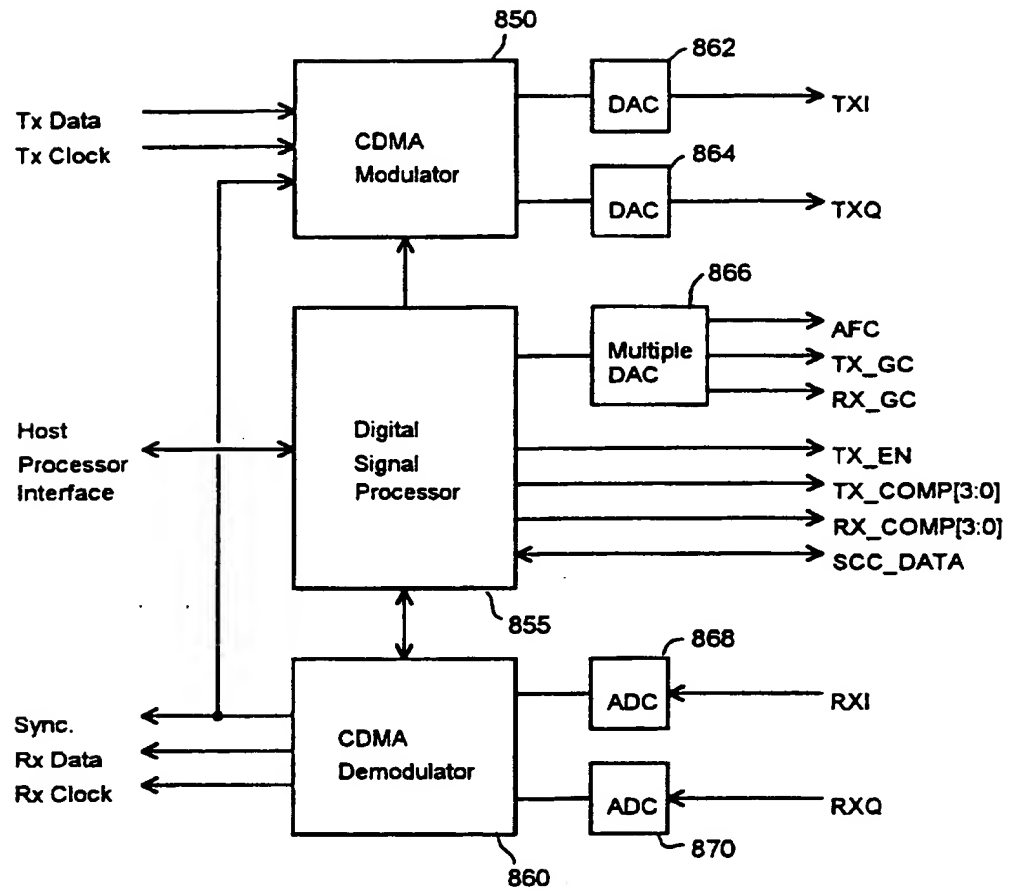 850
862
Tx Data
Tx Clock
CDMA
Modulator
DAC
TXI
864
DAC
TXQ
866
Multiple
DAC
AFC
TX_GC
RX_GC
Host
Processor
Interface
Digital
Signal
Processor
TX_EN
TX_COMP[3:0]
RX_COMP[3:0]
SCC_DATA
855
868
Sync.
Rx Data
Rx Clock
CDMA
Demodulator
ADC
RXI
ADC
RXQ
870
860